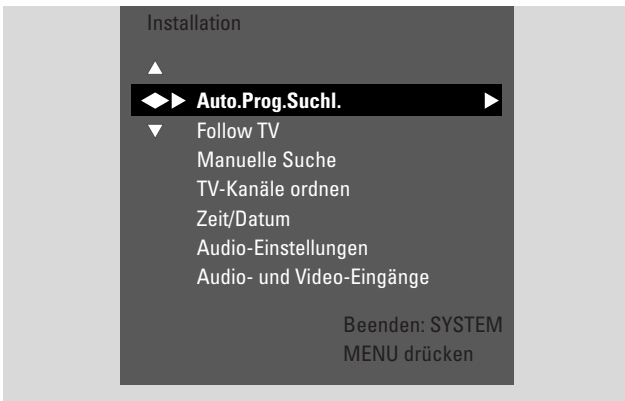 Installation
Auto.Prog.Suchl.
Follow TV
Manuelle Suche
TV-Kanäle ordnen
Zeit/Datum
Audio-Einstellungen
Audio- und Video-Eingänge
Beenden: SYSTEM
MENU drücken